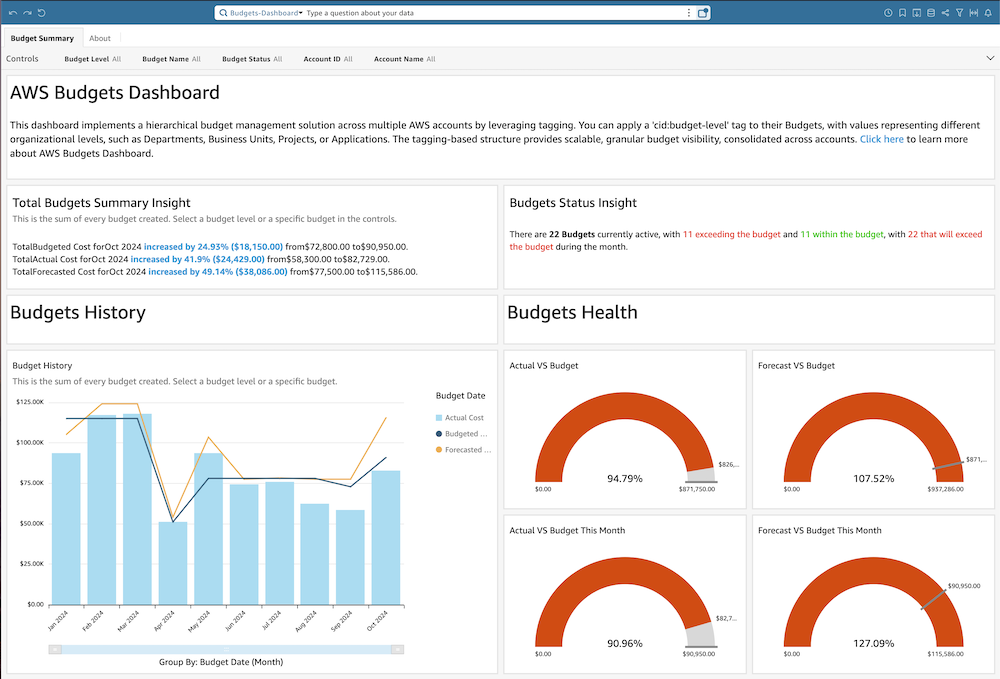 Budgets-Dashboard Type a question about your data
Budget Summary About
Controls Budget Level All Budget Name All Budget Status All Account ID All Account Name All
AWS Budgets Dashboard
This dashboard implements a hierarchical budget management solution across multiple AWS accounts by leveraging tagging. You can apply a 'cid:budget-level' tag to their Budgets, with values representing different
organizational levels, such as Departments, Business Units, Projects, or Applications. The tagging-based structure provides scalable, granular budget visibility, consolidated across accounts. Click here to learn more
about AWS Budgets Dashboard.
Total Budgets Summary Insight
This is the sum of every budget created. Select a budget level or a specific budget in the controls.
TotalBudgeted Cost forOct 2024 increased by 24.93% ($18,150.00) from$72,800.00 to$90,950.00.
TotalActual Cost forOct 2024 increased by 41.9% ($24,429.00) from$58,300.00 to$82,729.00.
TotalForecasted Cost forOct 2024 increased by 49.14% ($38,086.00) from$77,500.00 to$115,586.00.
Budgets Status Insight
There are 22 Budgets currently active, with 11 exceeding the budget and 11 within the budget, with 22 that will exceed
the budget during the month.
Budgets History
Budgets Health
Budget History
This is the sum of every budget created. Select a budget level or a specific budget.
$125.00K
$100.00K
$75.00K
$50.00K
$25.00K
$0.00
Jan 2024
Feb 2024
Mar 2024
Apr 2024
May 2024
Jun 2024
Jul 2024
Aug 2024
Sep 2024
Oct 2024
Group By: Budget Date (Month)
Budget Date
Actual Cost
Budgeted ...
Forecasted ...
Actual VS Budget
$826,...
94.79%
$0.00
$871,750.00
Forecast VS Budget
$871,...
107.52%
$0.00
$937,286.00
Actual VS Budget This Month
$82,7...
90.96%
$0.00
$90,950.00
Forecast VS Budget This Month
$90,950.00
127.09%
$0.00
$115,586.00